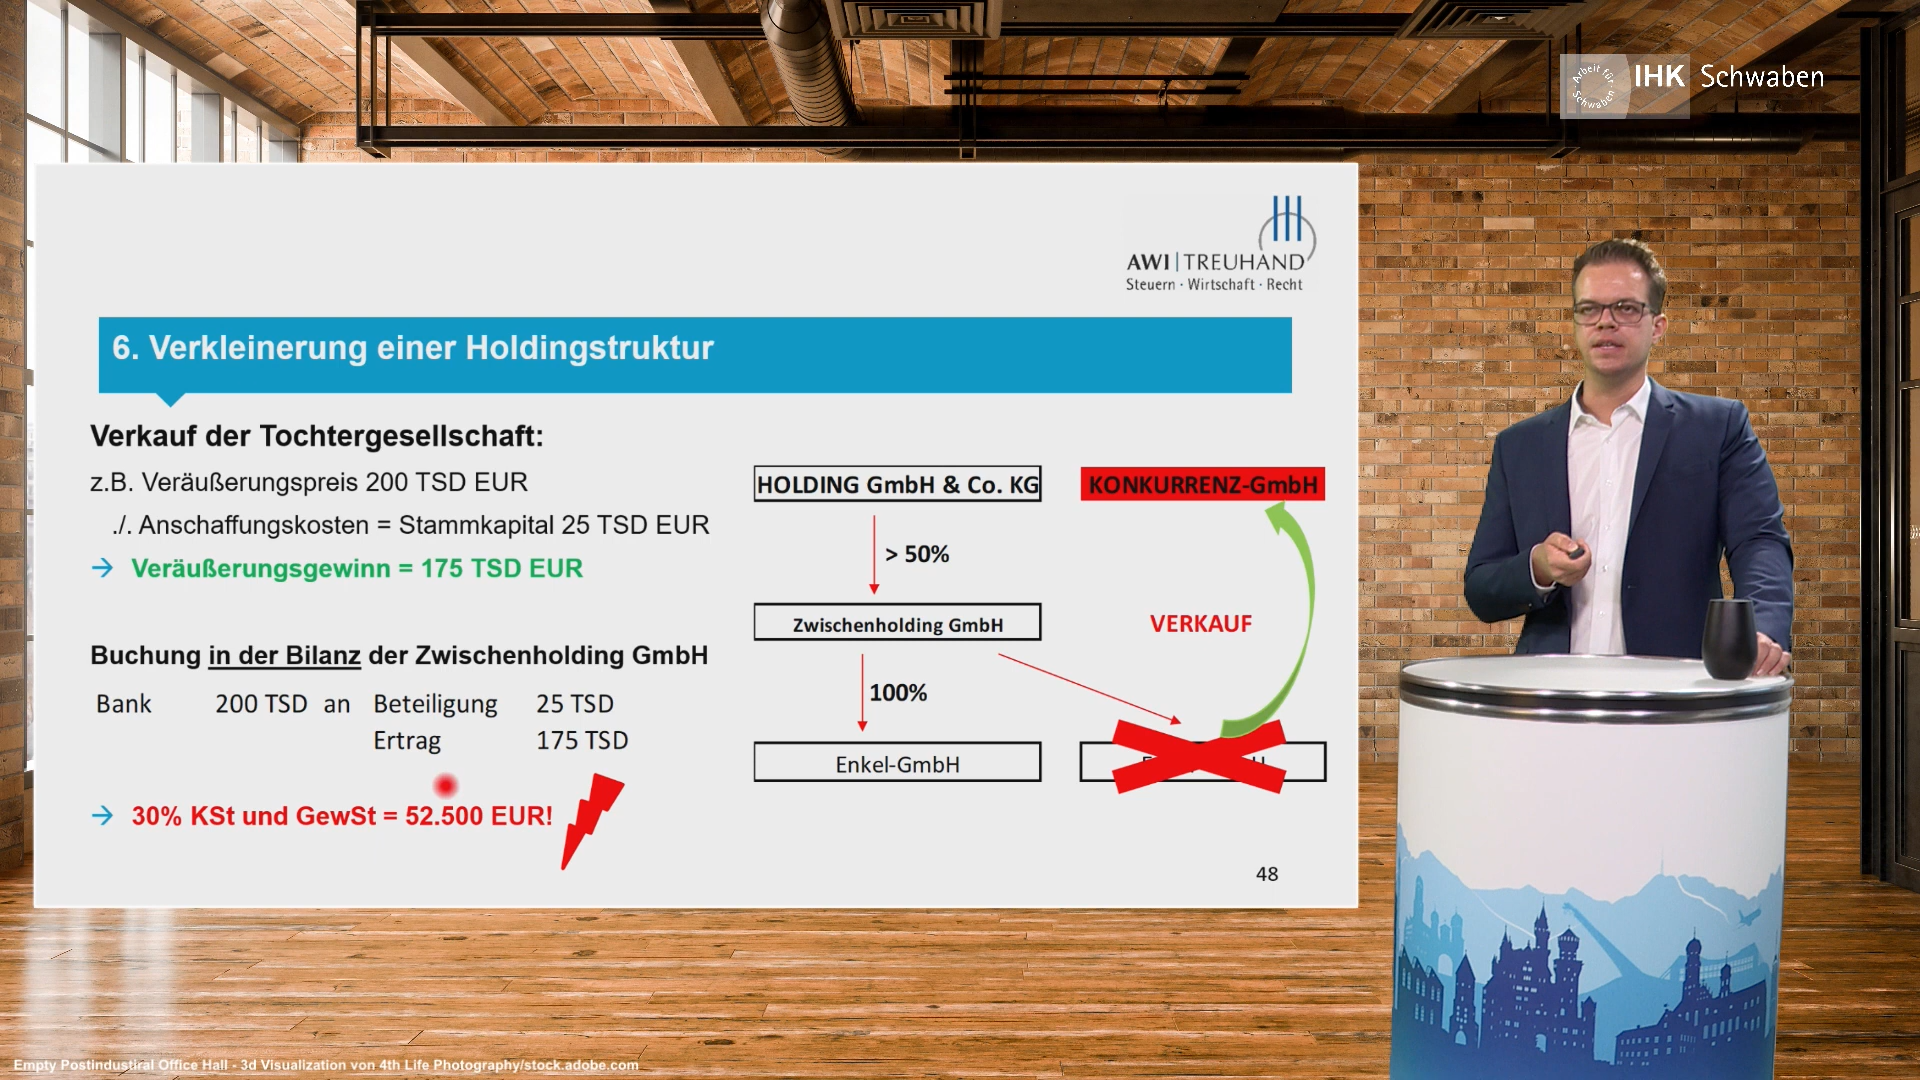 Arbeit für Schwaben
IHK Schwaben
AWI | TREUHAND
Steuern · Wirtschaft · Recht
6. Verkleinerung einer Holdingstruktur
Verkauf der Tochtergesellschaft:
z.B. Veräußerungspreis 200 TSD EUR
./. Anschaffungskosten = Stammkapital 25 TSD EUR
→ Veräußerungsgewinn = 175 TSD EUR
Buchung in der Bilanz der Zwischenholding GmbH
Bank 200 TSD an Beteiligung 25 TSD
Ertrag 175 TSD
→ 30% KSt und GewSt = 52.500 EUR!
HOLDING GmbH & Co. KG
KONKURRENZ-GmbH
> 50%
Zwischenholding GmbH
VERKAUF
100%
Enkel-GmbH
48
Empty Postindustiral Office Hall - 3d Visualization von 4th Life Photography/stock.adobe.com